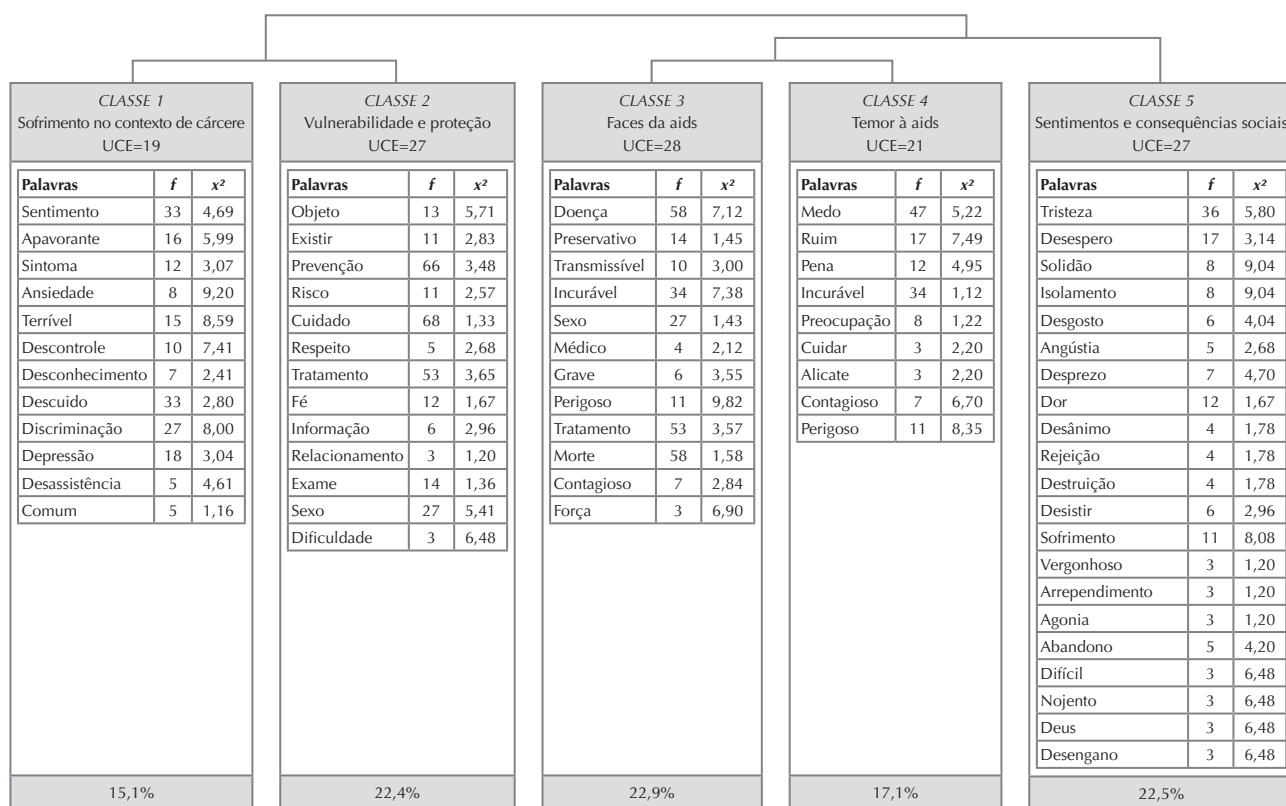 CLASSE 1
Sofrimento no contexto de cárcere
UCE=19
Palavras f x²
Sentimento 33 4,69
Apavorante 16 5,99
Sintoma 12 3,07
Ansiedade 8 9,20
Terrível 15 8,59
Descontrole 10 7,41
Desconhecimento 7 2,41
Descuido 33 2,80
Discriminação 27 8,00
Depressão 18 3,04
Desassistência 5 4,61
Comum 5 1,16
15,1%
CLASSE 2
Vulnerabilidade e proteção
UCE=27
Palavras f x²
Objeto 13 5,71
Existir 11 2,83
Prevenção 66 3,48
Risco 11 2,57
Cuidado 68 1,33
Respeito 5 2,68
Tratamento 53 3,65
Fé 12 1,67
Informação 6 2,96
Relacionamento 3 1,20
Exame 14 1,36
Sexo 27 5,41
Dificuldade 3 6,48
22,4%
CLASSE 3
Faces da aids
UCE=28
Palavras f x²
Doença 58 7,12
Preservativo 14 1,45
Transmissível 10 3,00
Incurável 34 7,38
Sexo 27 1,43
Médico 4 2,12
Grave 6 3,55
Perigoso 11 9,82
Tratamento 53 3,57
Morte 58 1,58
Contagioso 7 2,84
Força 3 6,90
22,9%
CLASSE 4
Temor à aids
UCE=21
Palavras f x²
Medo 47 5,22
Ruim 17 7,49
Pena 12 4,95
Incurável 34 1,12
Preocupação 8 1,22
Cuidar 3 2,20
Alicate 3 2,20
Contagioso 7 6,70
Perigoso 11 8,35
17,1%
CLASSE 5
Sentimentos e consequências sociais
UCE=27
Palavras f x²
Tristeza 36 5,80
Desespero 17 3,14
Solidão 8 9,04
Isolamento 8 9,04
Desgosto 6 4,04
Angústia 5 2,68
Desprezo 7 4,70
Dor 12 1,67
Desânimo 4 1,78
Rejeição 4 1,78
Destruição 4 1,78
Desistir 6 2,96
Sofrimento 11 8,08
Vergonhoso 3 1,20
Arrependimento 3 1,20
Agonia 3 1,20
Abandono 5 4,20
Difícil 3 6,48
Nojento 3 6,48
Deus 3 6,48
Desengano 3 6,48
22,5%